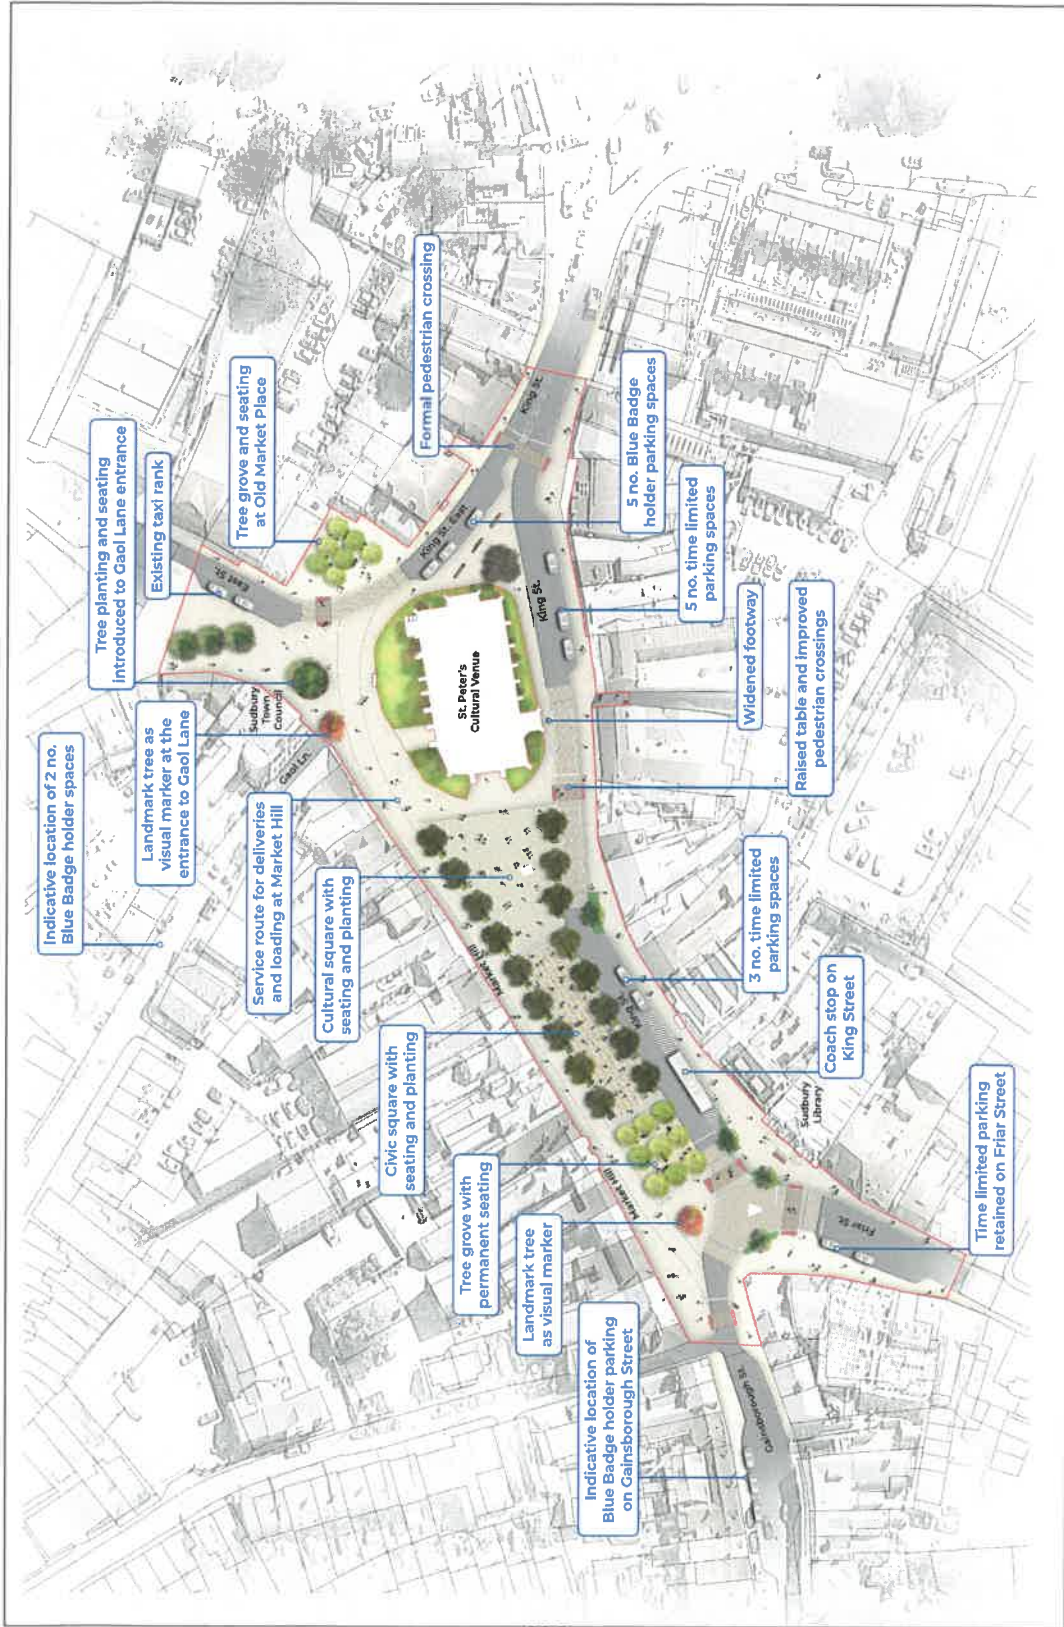 Indicative location of 2 no.
Blue Badge holder spaces
Landmark tree as
visual marker at the
entrance to Gaol Lane
Tree planting and seating
introduced to Gaol Lane entrance
Existing taxi rank
Tree grove and seating
at Old Market Place
Formal pedestrian crossing
Service route for deliveries
and loading at Market Hill
Cultural square with
seating and planting
Civic square with
seating and planting
Tree grove with
permanent seating
Landmark tree
as visual marker
Indicative location of
Blue Badge holder parking
on Gainsborough Street
Sudbury
Town
Council
Gaol Ln.
East St.
King St. East
King St.
King St.
St. Peter's
Cultural Venue
Market Hill
Market Hill
King St.
Gainsborough St.
Friar St.
Sudbury
Library
5 no. Blue Badge
holder parking spaces
5 no. time limited
parking spaces
Widened footway
Raised table and improved
pedestrian crossings
3 no. time limited
parking spaces
Coach stop on
King Street
Time limited parking
retained on Friar Street